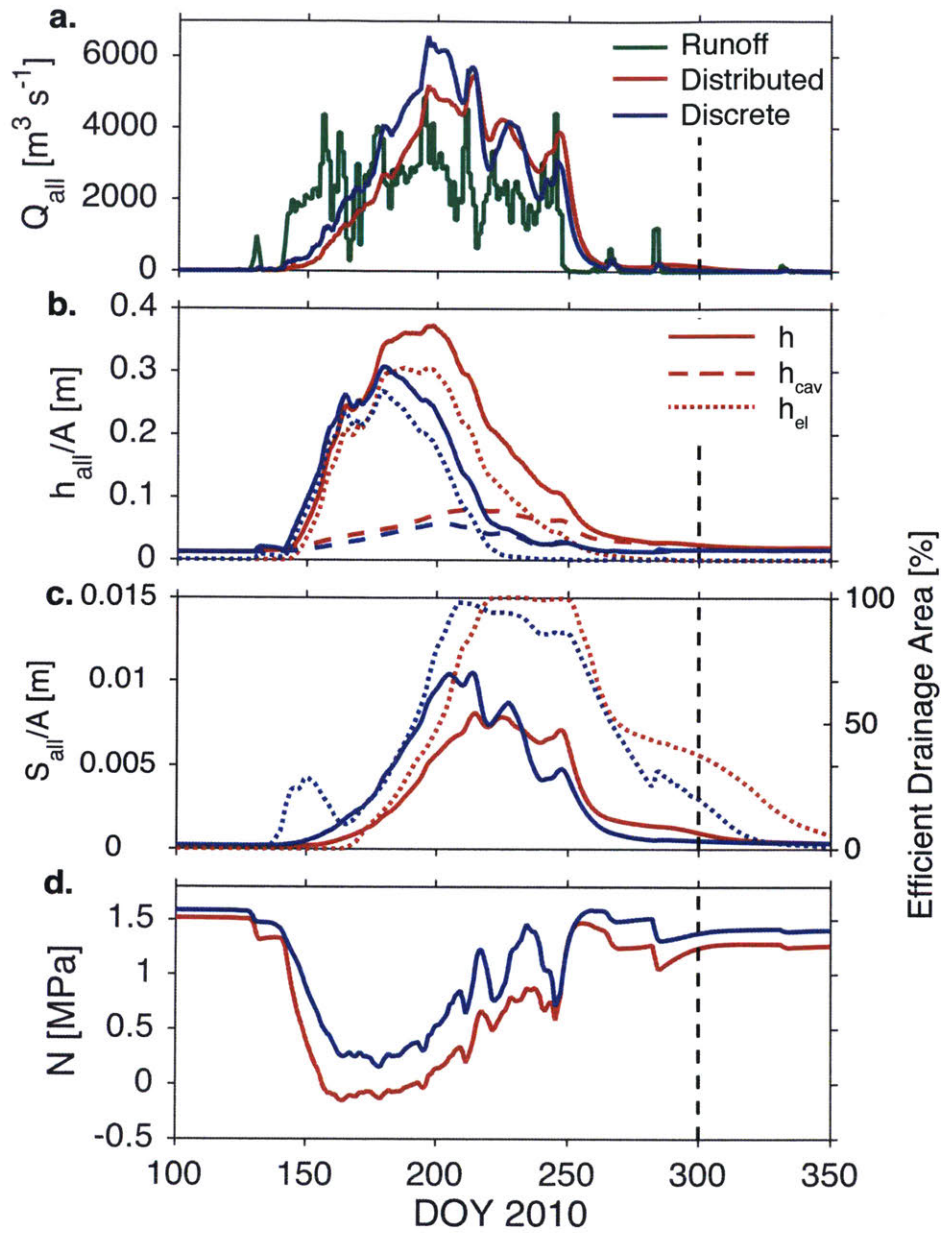 a.
Q_all [m³ s⁻¹]
6000
4000
2000
0
Runoff
Distributed
Discrete
b.
h_all/A [m]
0.4
0.3
0.2
0.1
0
h
h_cav
h_el
c.
S_all/A [m]
0.015
0.01
0.005
0
100
50
0
Efficient Drainage Area [%]
d.
N [MPa]
1.5
1
0.5
0
-0.5
100 150 200 250 300 350
DOY 2010